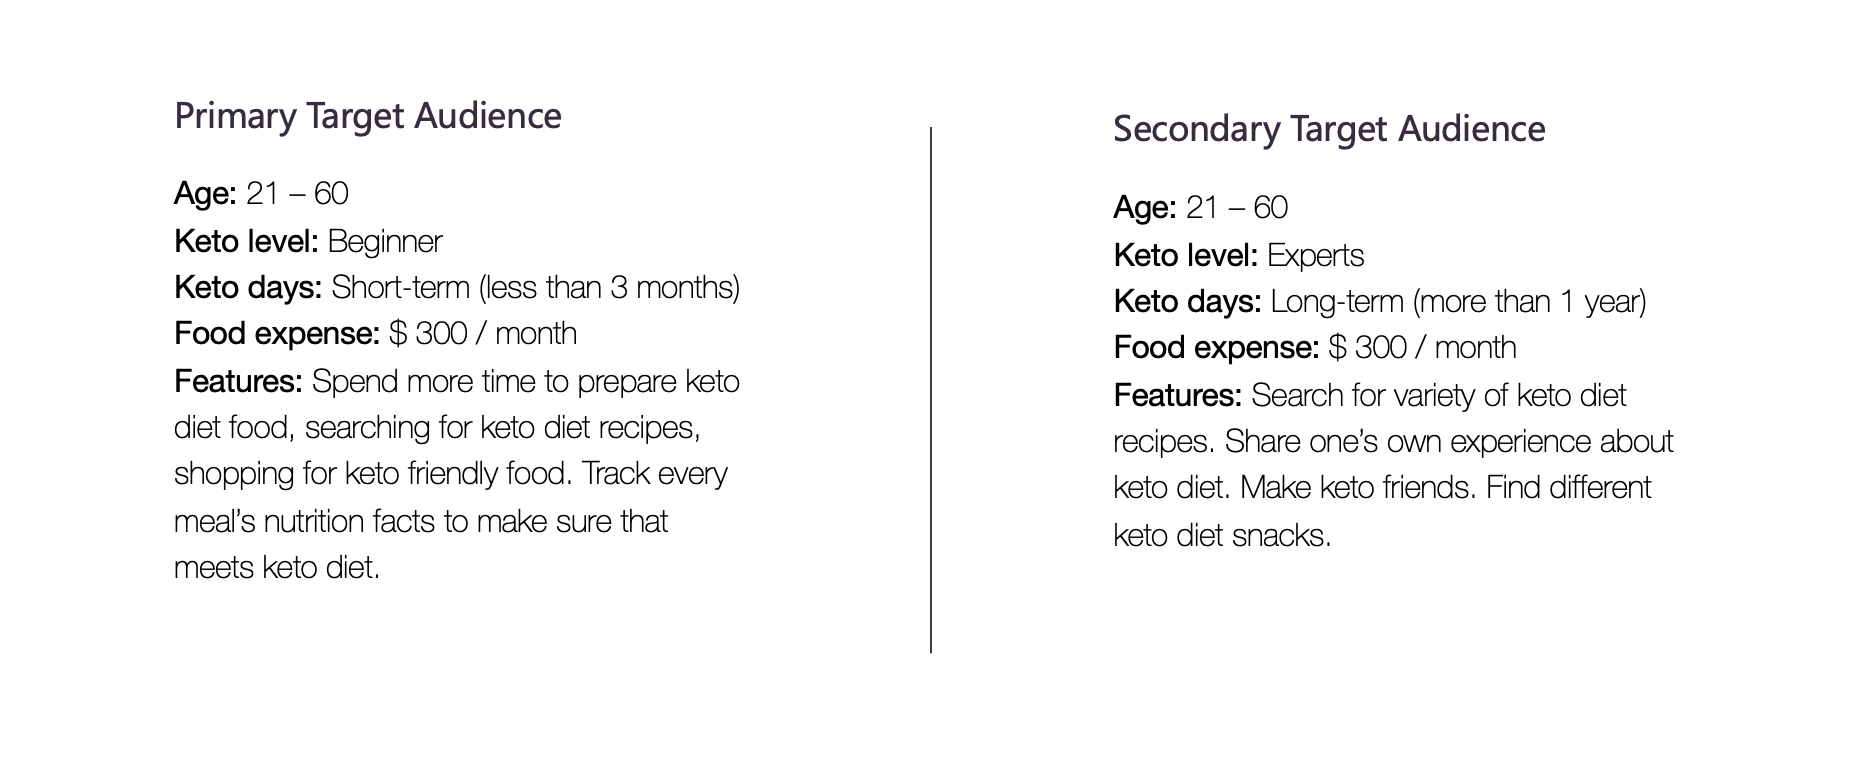 Primary Target Audience
Age: 21 – 60
Keto level: Beginner
Keto days: Short-term (less than 3 months)
Food expense: $ 300 / month
Features: Spend more time to prepare keto
diet food, searching for keto diet recipes,
shopping for keto friendly food. Track every
meal’s nutrition facts to make sure that
meets keto diet.
Secondary Target Audience
Age: 21 – 60
Keto level: Experts
Keto days: Long-term (more than 1 year)
Food expense: $ 300 / month
Features: Search for variety of keto diet
recipes. Share one’s own experience about
keto diet. Make keto friends. Find different
keto diet snacks.